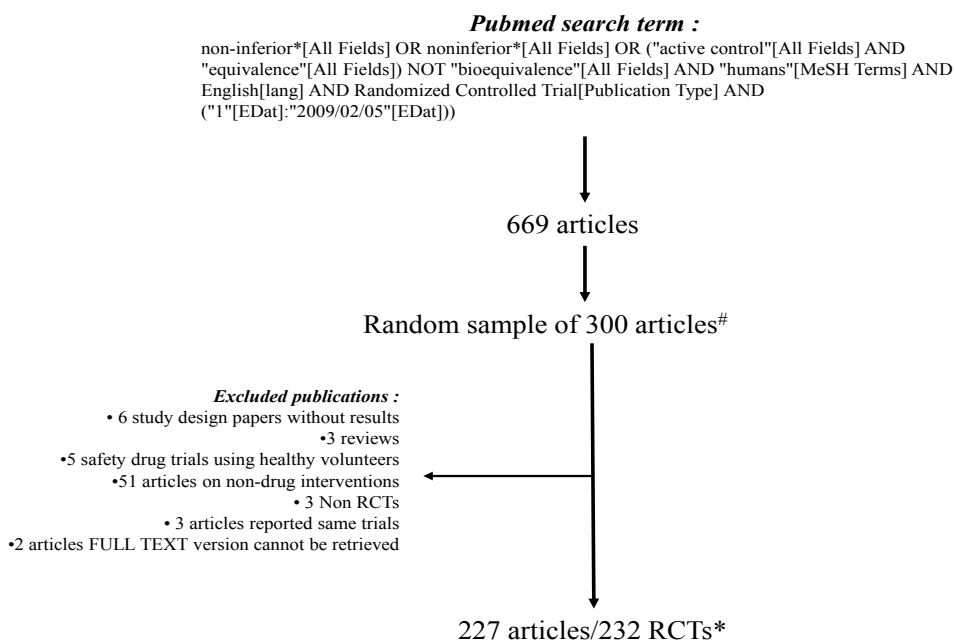 Pubmed search term :
non-inferior*[All Fields] OR noninferior*[All Fields] OR ("active control"[All Fields] AND
"equivalence"[All Fields]) NOT "bioequivalence"[All Fields] AND "humans"[MeSH Terms] AND
English[lang] AND Randomized Controlled Trial[Publication Type] AND
("1"[EDat]:"2009/02/05"[EDat]))
669 articles
Random sample of 300 articles#
Excluded publications :
• 6 study design papers without results
•3 reviews
•5 safety drug trials using healthy volunteers
•51 articles on non-drug interventions
• 3 Non RCTs
• 3 articles reported same trials
•2 articles FULL TEXT version cannot be retrieved
227 articles/232 RCTs*